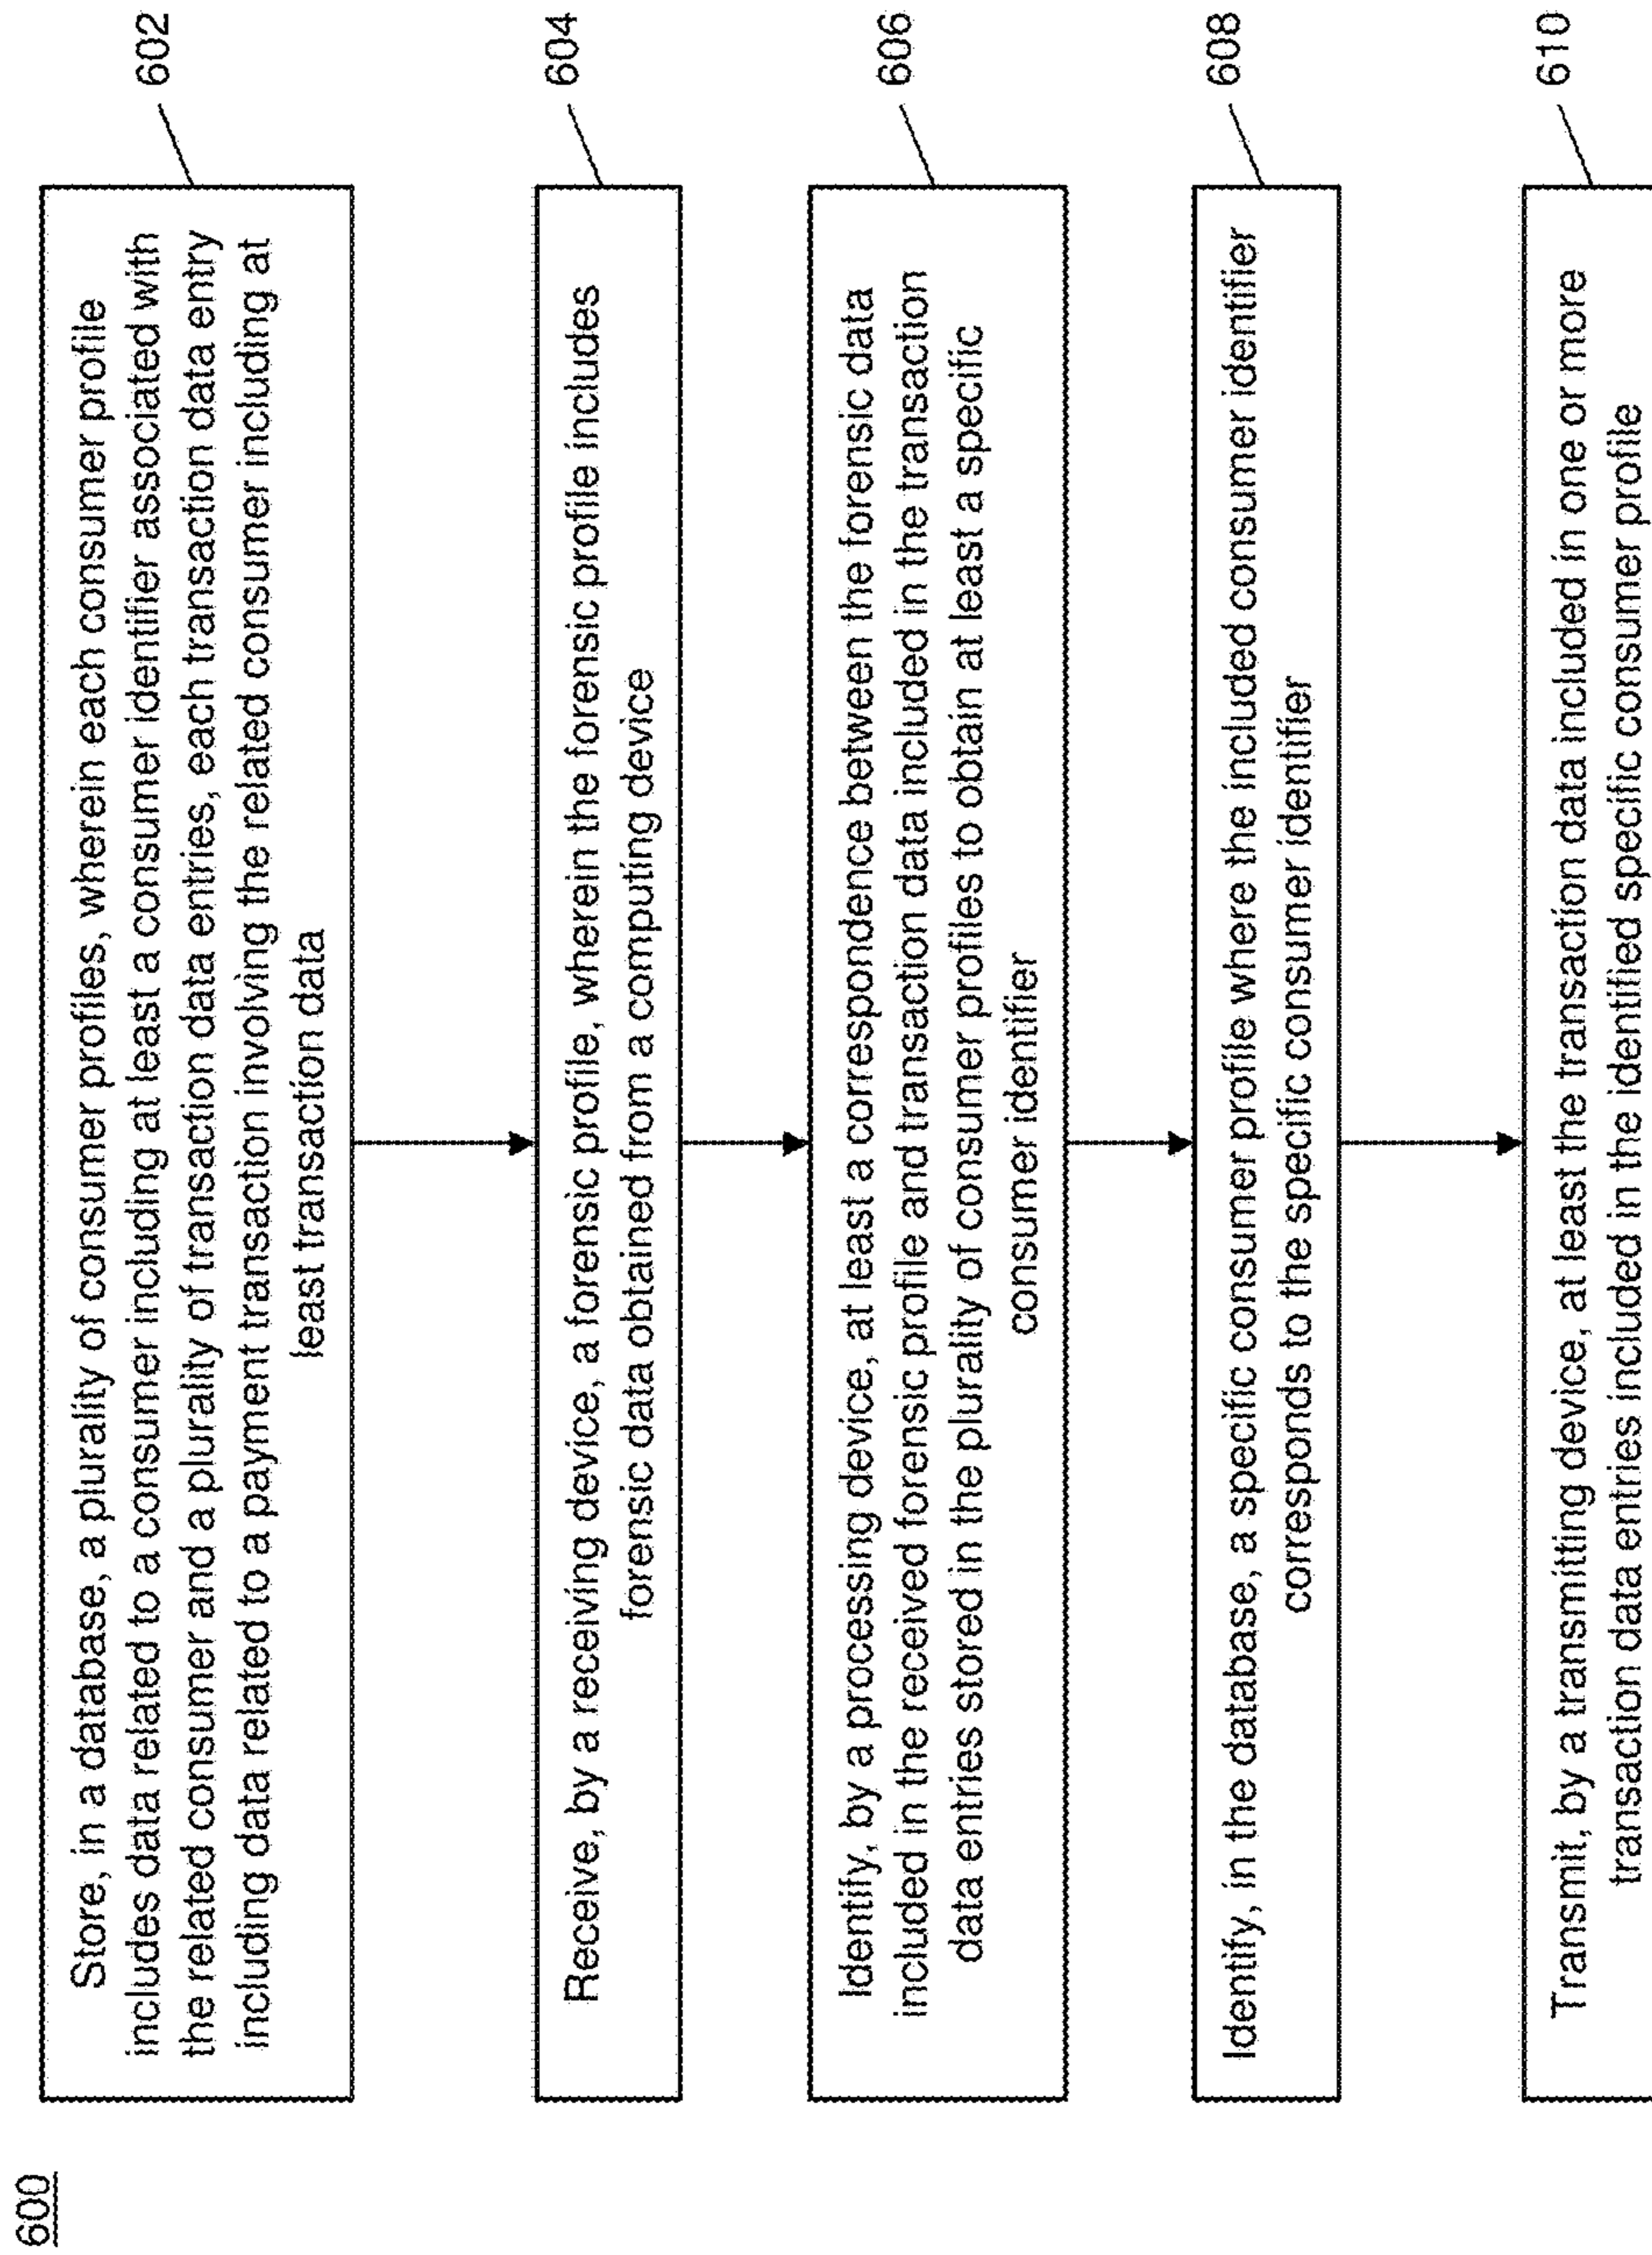 600
Store, in a database, a plurality of consumer profiles, wherein each consumer profile
includes data related to a consumer including at least a consumer identifier associated with
the related consumer and a plurality of transaction data entries, each transaction data entry
including data related to a payment transaction involving the related consumer including at
least transaction data
602
Receive, by a receiving device, a forensic profile, wherein the forensic profile includes
forensic data obtained from a computing device
604
Identify, by a processing device, at least a correspondence between the forensic data
included in the received forensic profile and transaction data included in the transaction
data entries stored in the plurality of consumer profiles to obtain at least a specific
consumer identifier
606
Identify, in the database, a specific consumer profile where the included consumer identifier
corresponds to the specific consumer identifier
608
Transmit, by a transmitting device, at least the transaction data included in one or more
transaction data entries included in the identified specific consumer profile
610